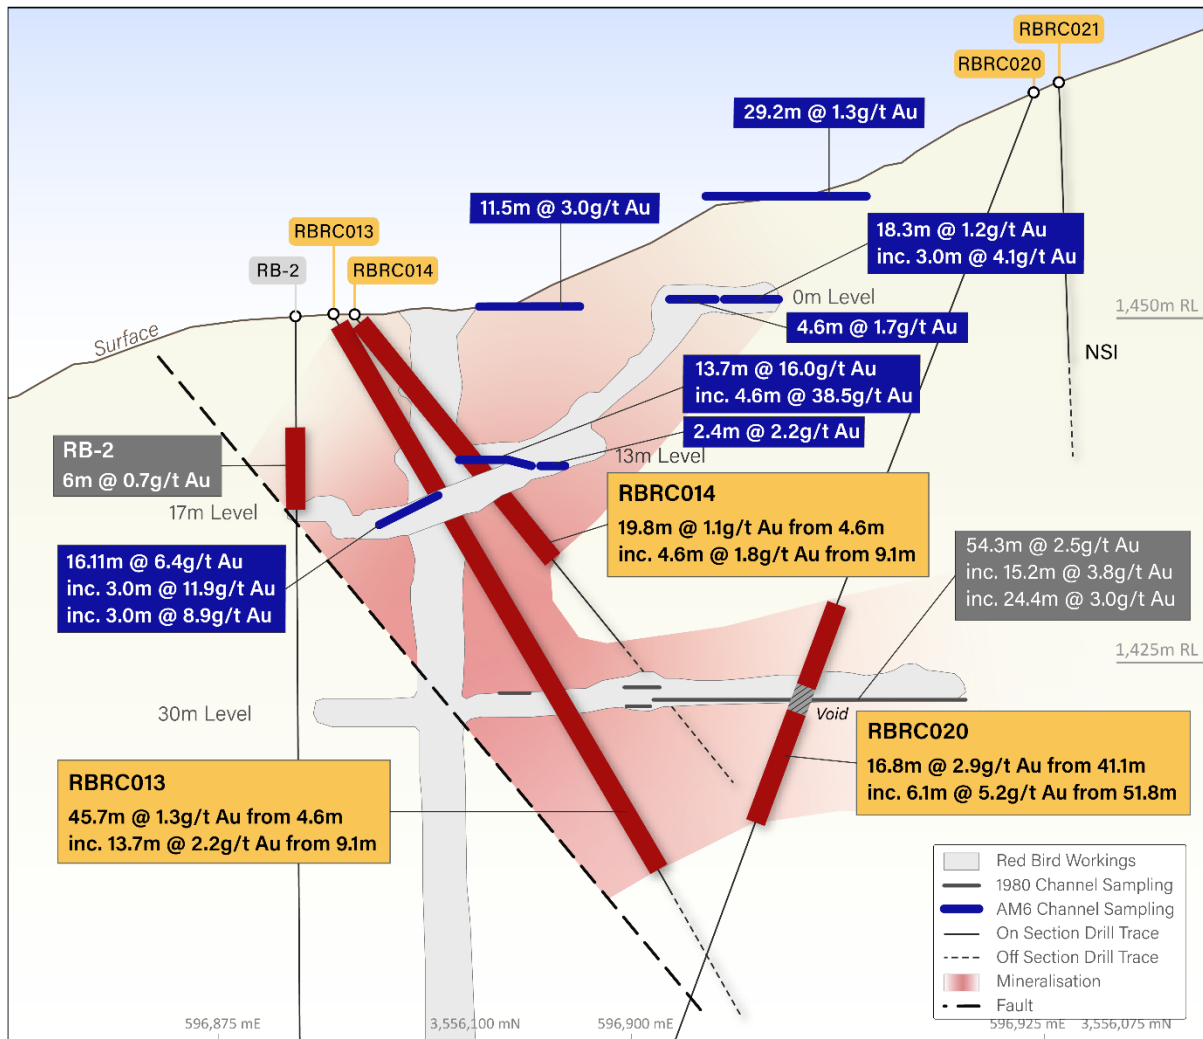 RBRC021
RBRC020
29.2m @ 1.3g/t Au
11.5m @ 3.0g/t Au
RBRC013
RBRC014
RB-2
18.3m @ 1.2g/t Au
inc. 3.0m @ 4.1g/t Au
0m Level
1,450m RL
Surface
4.6m @ 1.7g/t Au
NSI
13.7m @ 16.0g/t Au
inc. 4.6m @ 38.5g/t Au
2.4m @ 2.2g/t Au
13m Level
RB-2
6m @ 0.7g/t Au
17m Level
RBRC014
19.8m @ 1.1g/t Au from 4.6m
inc. 4.6m @ 1.8g/t Au from 9.1m
16.11m @ 6.4g/t Au
inc. 3.0m @ 11.9g/t Au
inc. 3.0m @ 8.9g/t Au
54.3m @ 2.5g/t Au
inc. 15.2m @ 3.8g/t Au
inc. 24.4m @ 3.0g/t Au
1,425m RL
30m Level
Void
RBRC020
16.8m @ 2.9g/t Au from 41.1m
inc. 6.1m @ 5.2g/t Au from 51.8m
RBRC013
45.7m @ 1.3g/t Au from 4.6m
inc. 13.7m @ 2.2g/t Au from 9.1m
Red Bird Workings
1980 Channel Sampling
AM6 Channel Sampling
On Section Drill Trace
Off Section Drill Trace
Mineralisation
Fault
596,875 mE
3,556,100 mN
596,900 mE
596,925 mE
3,556,075 mN